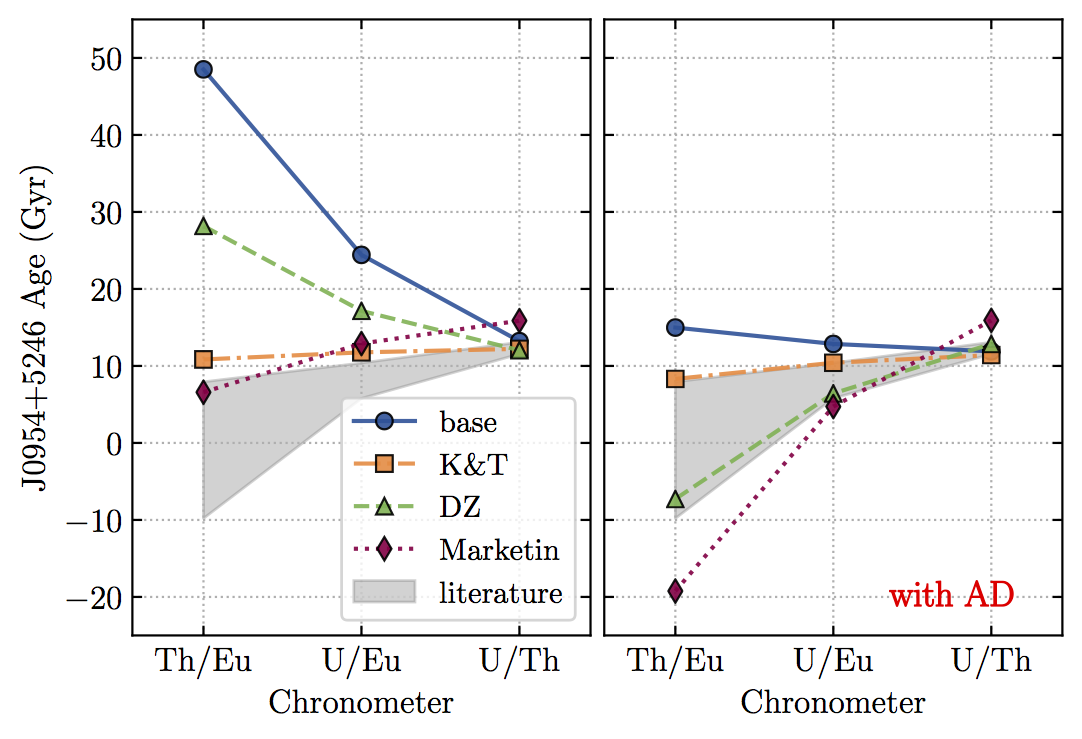 J0954+5246 Age (Gyr)
50
40
30
20
10
0
−10
−20
base
K&T
DZ
Marketin
literature
with AD
Th/Eu U/Eu U/Th
Th/Eu U/Eu U/Th
Chronometer
Chronometer